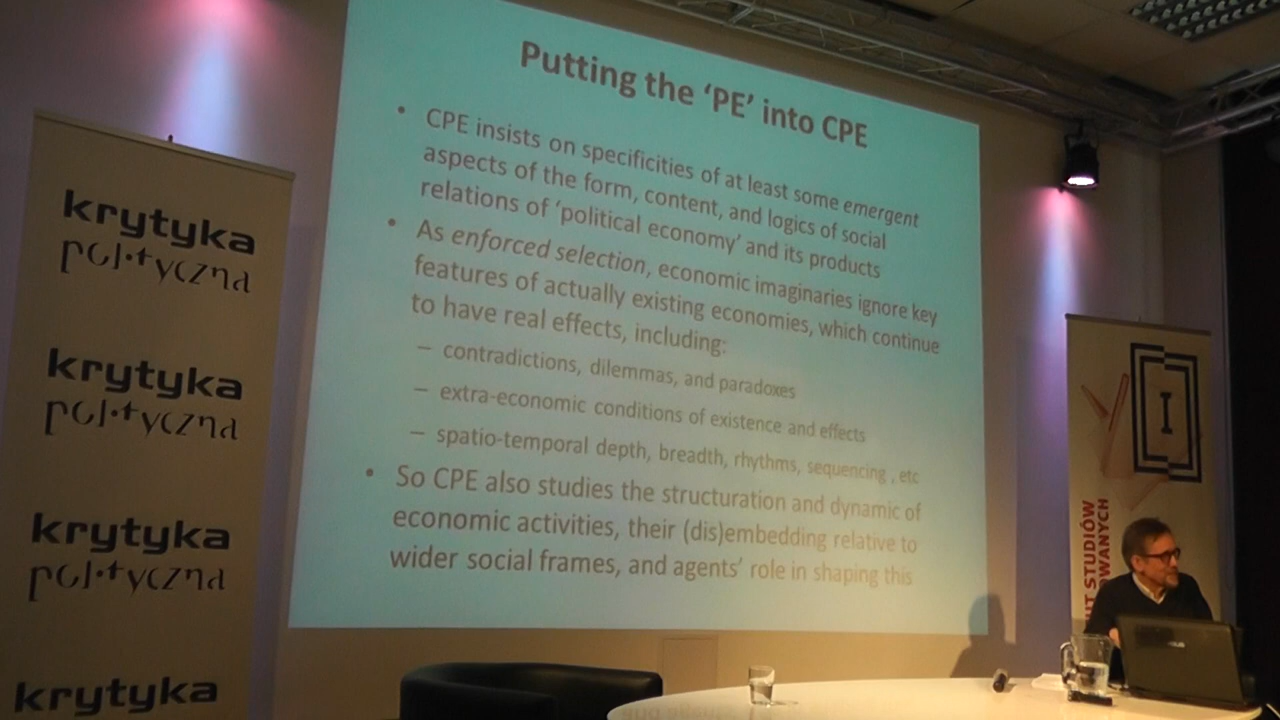 Putting the ‘PE’ into CPE
• CPE insists on specificities of at least some emergent
aspects of the form, content, and logics of social
relations of ‘political economy’ and its products
• As enforced selection, economic imaginaries ignore key
features of actually existing economies, which continue
to have real effects, including:
– contradictions, dilemmas, and paradoxes
– extra-economic conditions of existence and effects
– spatio-temporal depth, breadth, rhythms, sequencing , etc
• So CPE also studies the structuration and dynamic of
economic activities, their (dis)embedding relative to
wider social frames, and agents’ role in shaping this
krytyka
polityczna
krytyka
polityczna
krytyka
polityczna
krytyka
I
UT STUDIÓW
OWANYCH